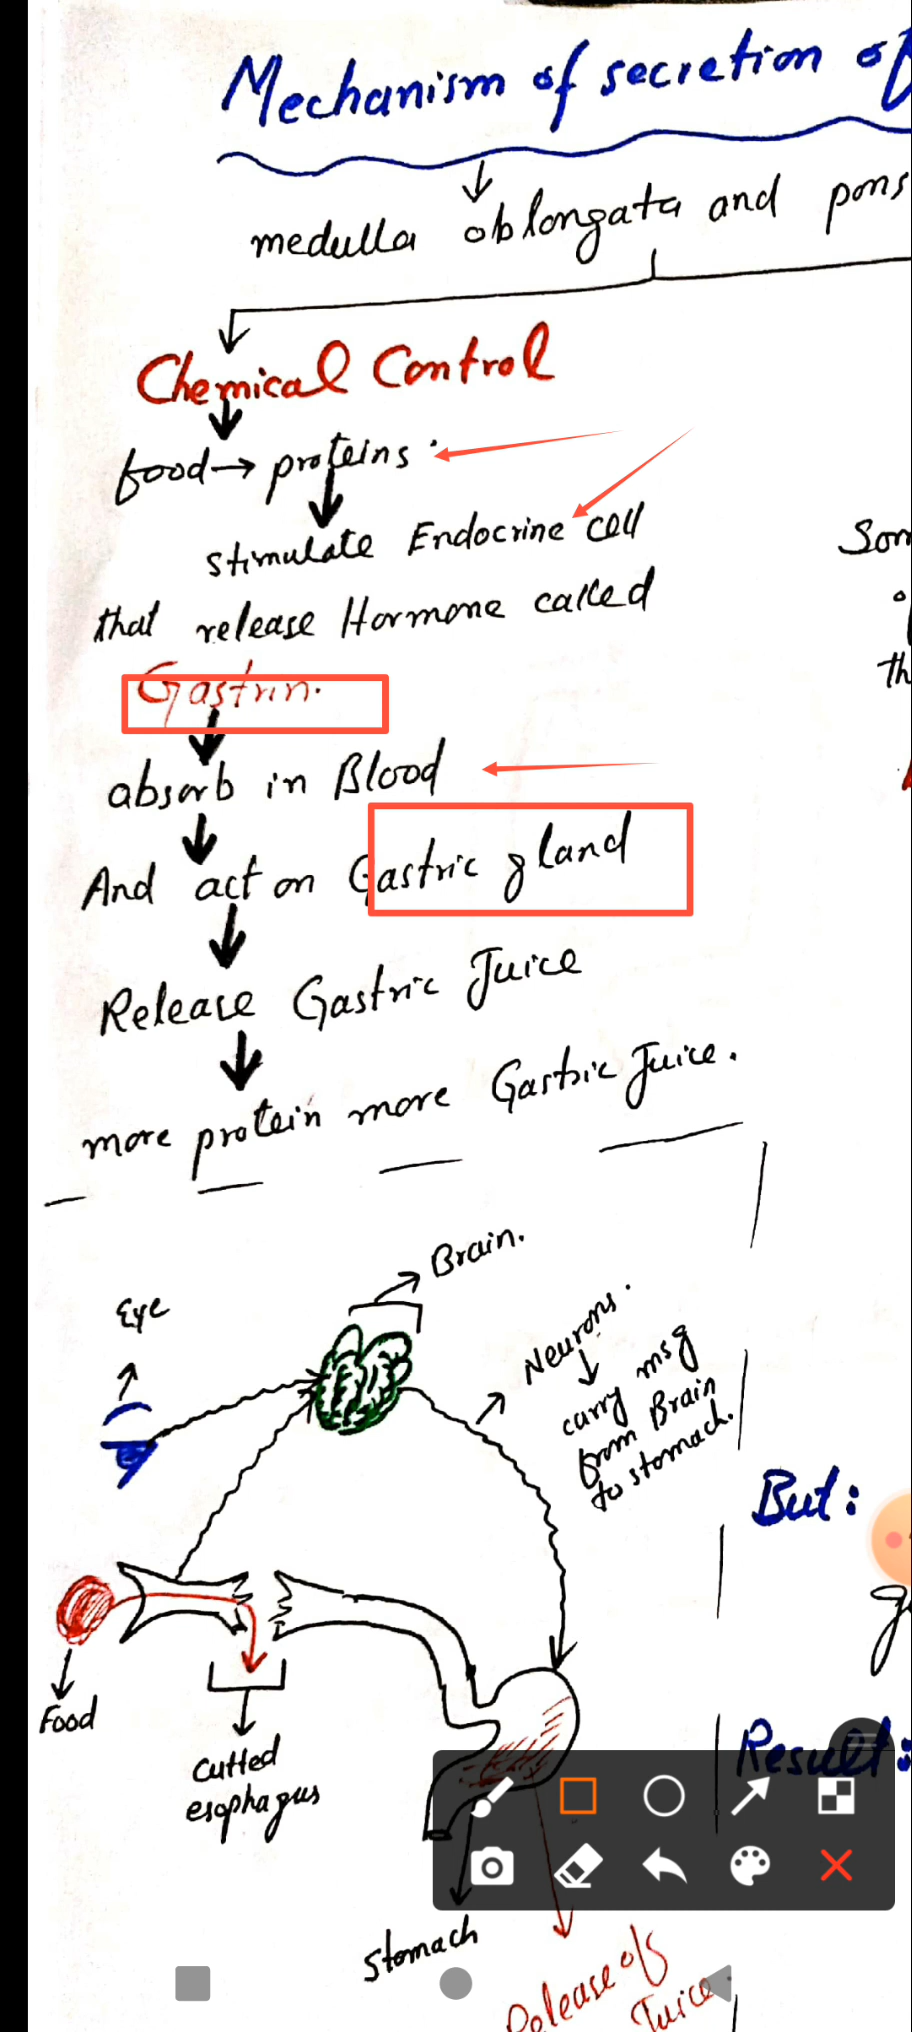 Mechanism of secretion of
medulla oblongata and pons
Chemical Control
food → proteins.
stimulate Endocrine cell
that release Hormone called
Gastrin.
absorb in Blood
And act on Gastric gland
Release Gastric Juice
more protein more Gastric Juice.
Som
th
Brain.
Eye
Neurons.
carry msg
from Brain
to stomach.
But:
Food
Cutted
esophagus
Result:
Stomach
Release of
Juice.